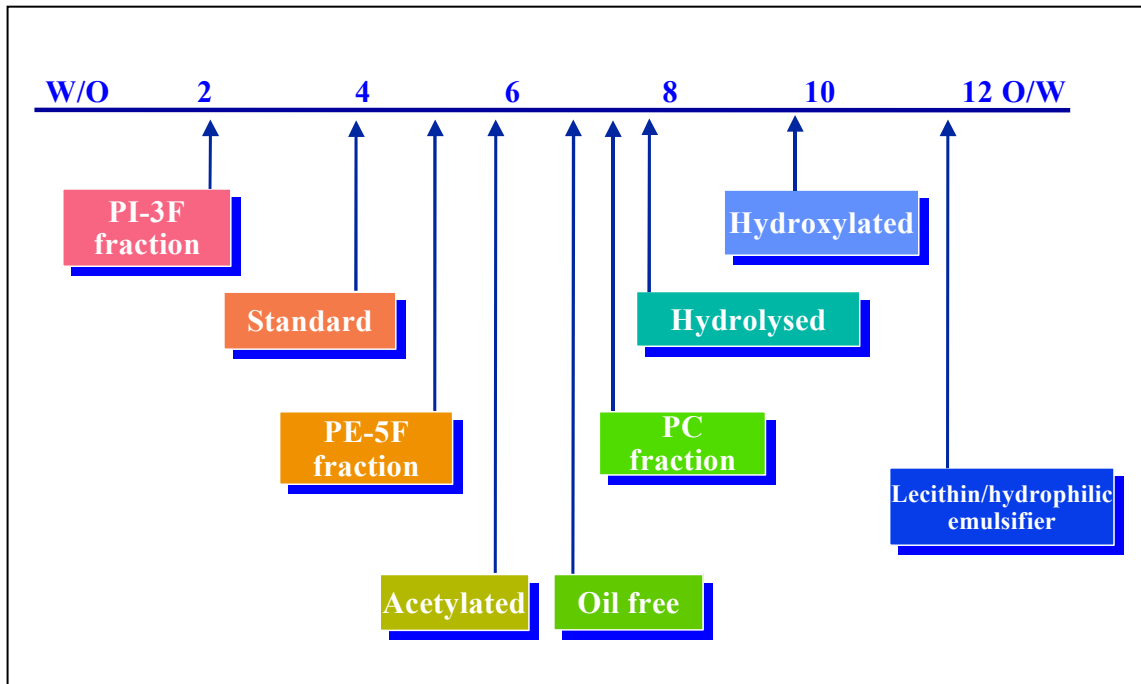 W/O 2 4 6 8 10 12 O/W
PI-3F
fraction
Hydroxylated
Standard
Hydrolysed
PE-5F
fraction
PC
fraction
Lecithin/hydrophilic
emulsifier
Acetylated
Oil free